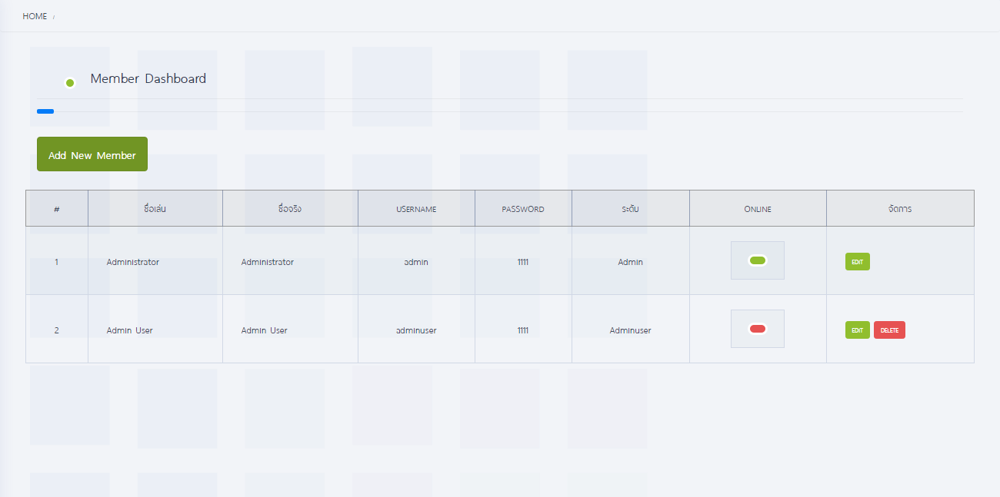 HOME /
Member Dashboard
Add New Member
# ชื่อเล่น ชื่อจริง USERNAME PASSWORD ระดับ ONLINE จัดการ
1 Administrator Administrator admin 1111 Admin EDIT
2 Admin User Admin User adminuser 1111 Adminuser EDIT DELETE